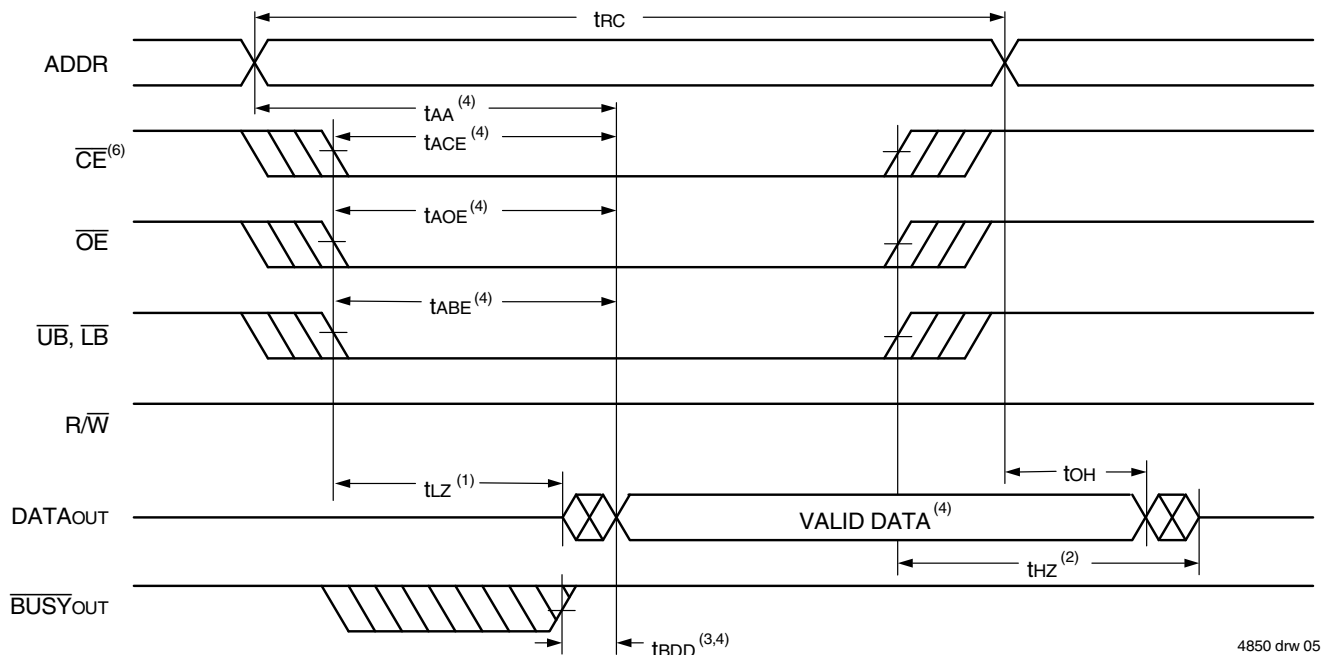 tRC
ADDR
tAA (4)
tACE (4)
CE(6)
tAOE (4)
OE
tABE (4)
UB, LB
R/W
tOH
tLZ (1)
DATAOUT
VALID DATA (4)
tHZ (2)
BUSYOUT
tBDD (3,4)
4850 drw 05